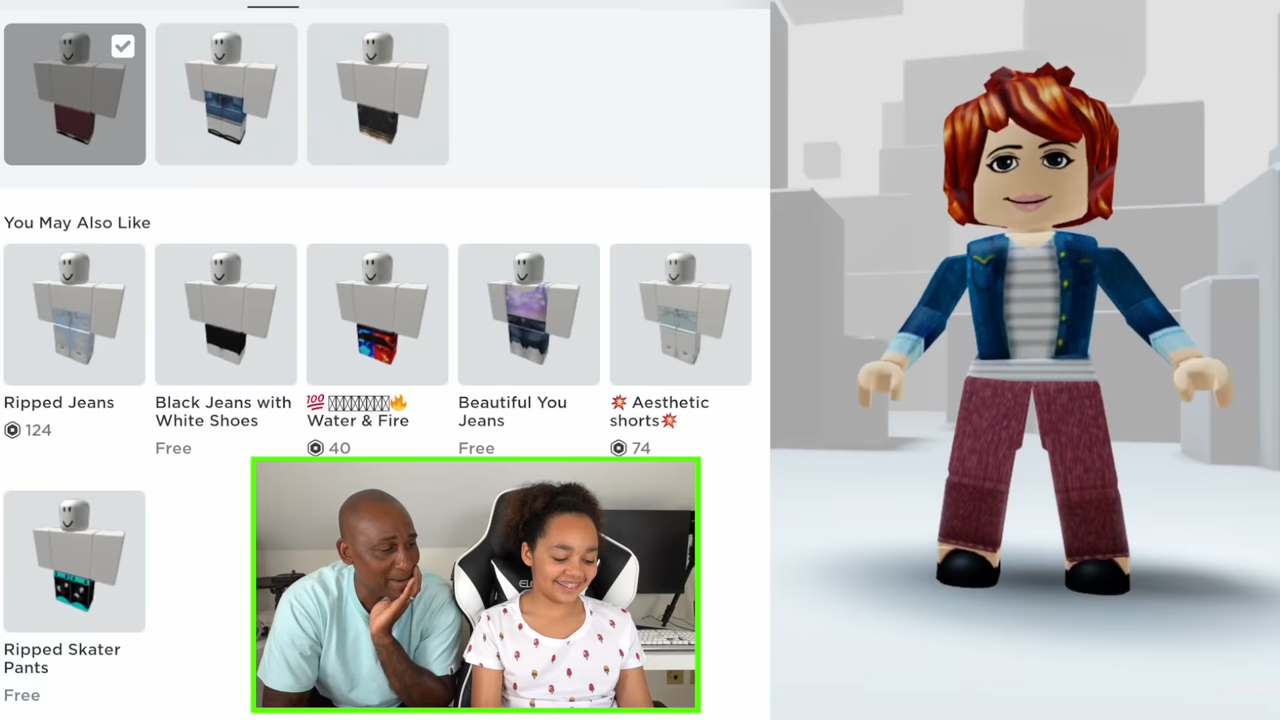 You May Also Like
Ripped Jeans
124
Black Jeans with
White Shoes
Free
💯 🔥
Water & Fire
40
Beautiful You
Jeans
Free
💥 Aesthetic
shorts💥
74
Ripped Skater
Pants
Free